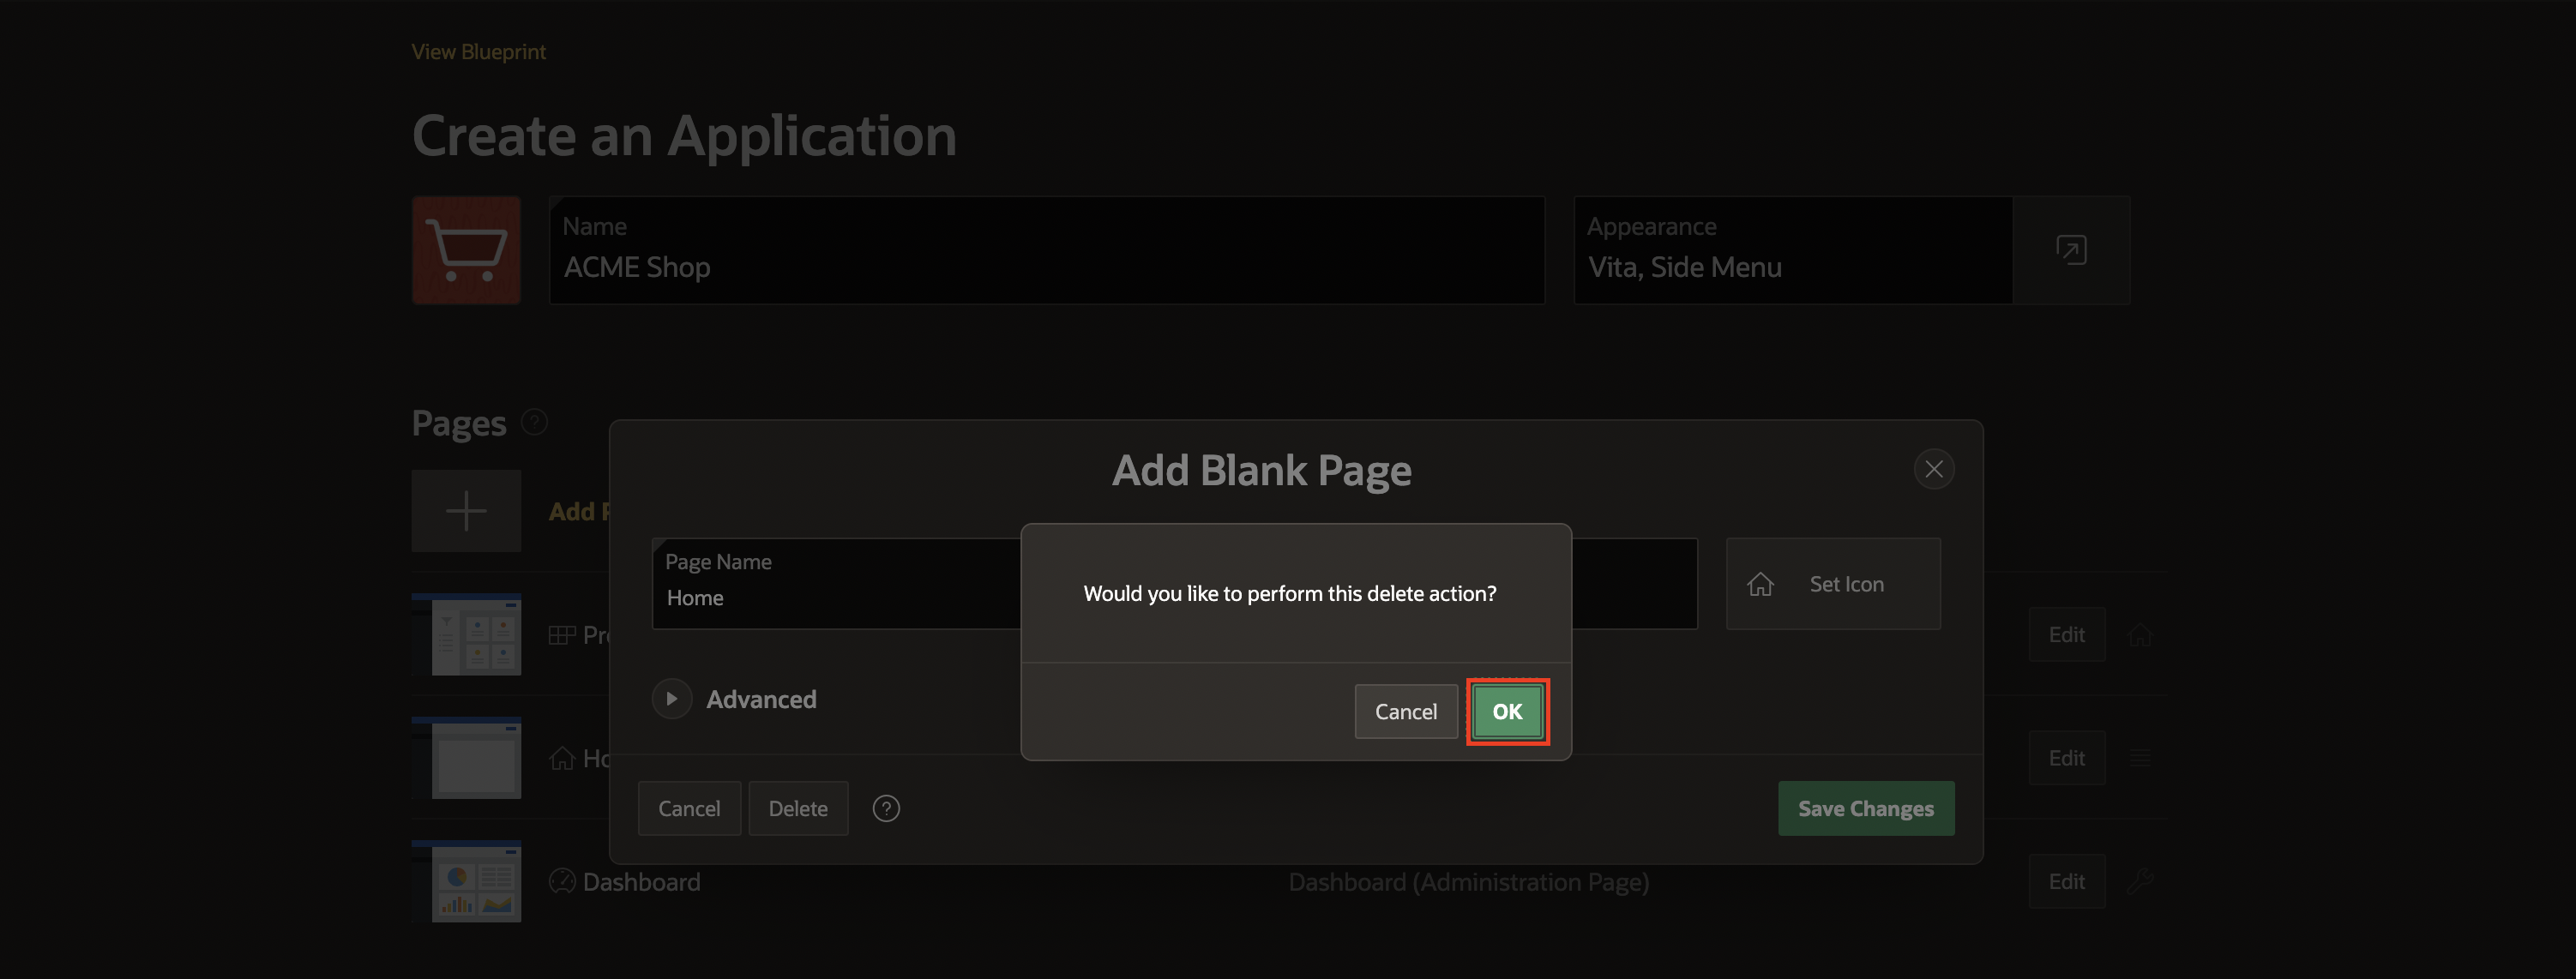 View Blueprint
Create an Application
Name
ACME Shop
Appearance
Vita, Side Menu
Pages
Add
Add Blank Page
Page Name
Home
Set Icon
Would you like to perform this delete action?
Cancel
OK
Advanced
Cancel
Delete
Save Changes
Edit
Edit
Dashboard
Dashboard (Administration Page)
Edit